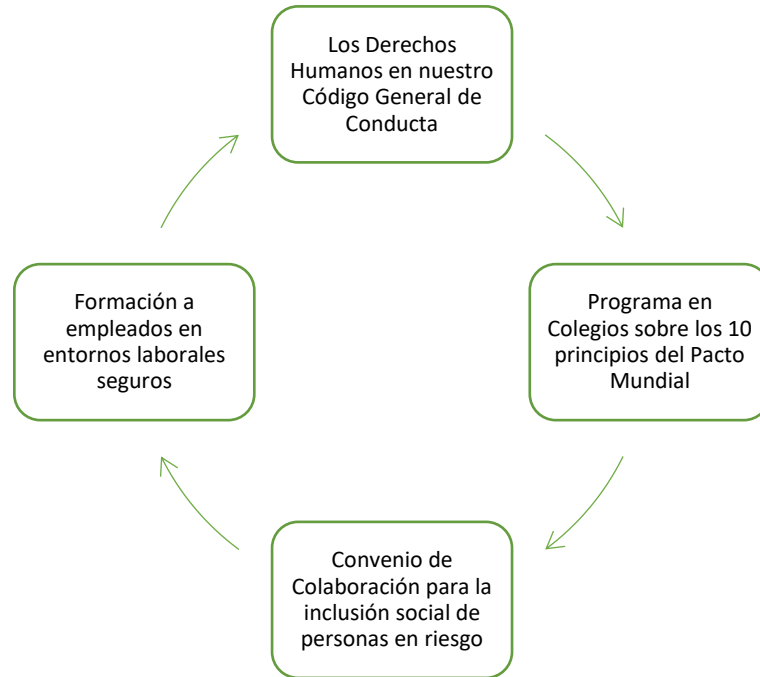 Los Derechos
Humanos en nuestro
Código General de
Conducta
Programa en
Colegios sobre los 10
principios del Pacto
Mundial
Convenio de
Colaboración para la
inclusión social de
personas en riesgo
Formación a
empleados en
entornos laborales
seguros